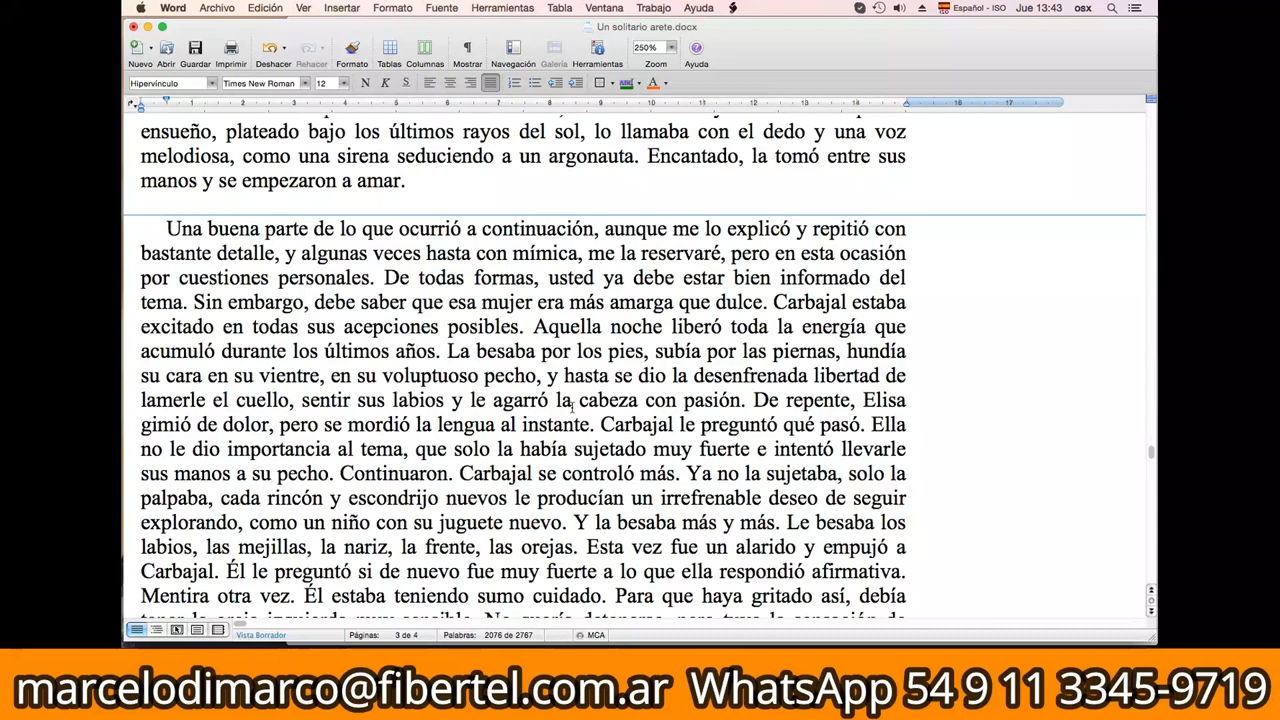 Word Archivo Edición Ver Insertar Formato Fuente Herramientas Tabla Ventana Trabajo Ayuda Español - ISO Jue 13:43 osx
Un solitario arete.docx
250%
Nuevo Abrir Guardar Imprimir Deshacer Rehacer Formato Tablas Columnas Mostrar Navegación Galería Herramientas Zoom Ayuda
Hipervínculo Times New Roman 12 N K S
1 2 3 4 5 6 7 8 9 10 11 12 13 14 16 17
ensueño, plateado bajo los últimos rayos del sol, lo llamaba con el dedo y una voz
melodiosa, como una sirena seduciendo a un argonauta. Encantado, la tomó entre sus
manos y se empezaron a amar.
Una buena parte de lo que ocurrió a continuación, aunque me lo explicó y repitió con
bastante detalle, y algunas veces hasta con mímica, me la reservaré, pero en esta ocasión
por cuestiones personales. De todas formas, usted ya debe estar bien informado del
tema. Sin embargo, debe saber que esa mujer era más amarga que dulce. Carbajal estaba
excitado en todas sus acepciones posibles. Aquella noche liberó toda la energía que
acumuló durante los últimos años. La besaba por los pies, subía por las piernas, hundía
su cara en su vientre, en su voluptuoso pecho, y hasta se dio la desenfrenada libertad de
lamerle el cuello, sentir sus labios y le agarró la cabeza con pasión. De repente, Elisa
gimió de dolor, pero se mordió la lengua al instante. Carbajal le preguntó qué pasó. Ella
no le dio importancia al tema, que solo la había sujetado muy fuerte e intentó llevarle
sus manos a su pecho. Continuaron. Carbajal se controló más. Ya no la sujetaba, solo la
palpaba, cada rincón y escondrijo nuevos le producían un irrefrenable deseo de seguir
explorando, como un niño con su juguete nuevo. Y la besaba más y más. Le besaba los
labios, las mejillas, la nariz, la frente, las orejas. Esta vez fue un alarido y empujó a
Carbajal. Él le preguntó si de nuevo fue muy fuerte a lo que ella respondió afirmativa.
Mentira otra vez. Él estaba teniendo sumo cuidado. Para que haya gritado así, debía
Vista Borrador Páginas: 3 de 4 Palabras: 2076 de 2767 MCA
marcelodimarco@fibertel.com.ar WhatsApp 54 9 11 3345-9719